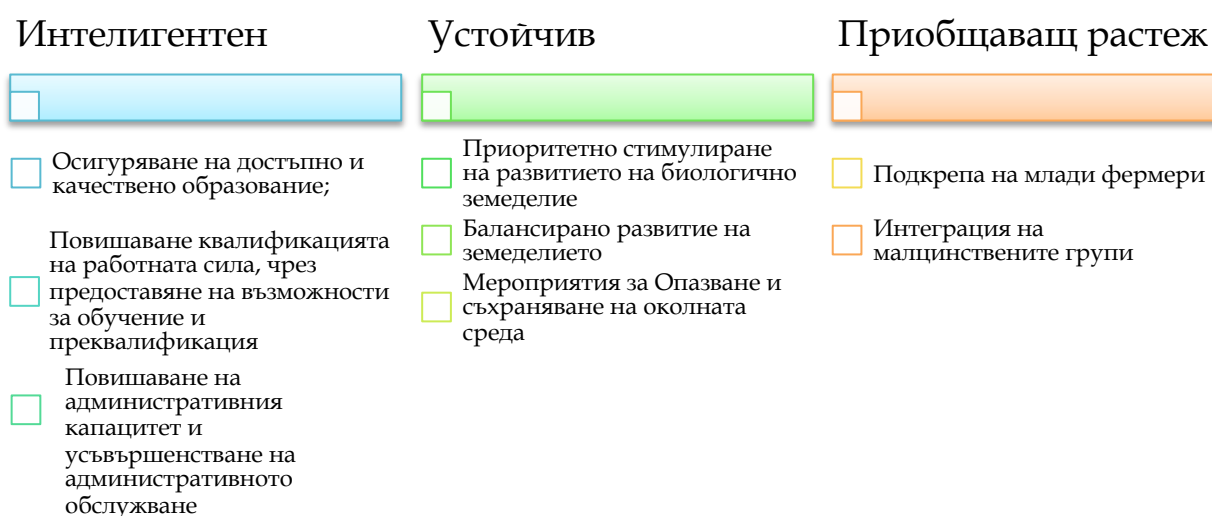 Интелигентен
Осигуряване на достъпно и
качествено образование;
Повишаване квалификацията
на работната сила, чрез
предоставяне на възможности
за обучение и
преквалификация
Повишаване на
административния
капацитет и
усъвършенстване на
административното
обслужване
Устойчив
Приоритетно стимулиране
на развитието на биологично
земеделие
Балансирано развитие на
земеделието
Мероприятия за Опазване и
съхраняване на околната
среда
Приобщаващ растеж
Подкрепа на млади фермери
Интеграция на
малцинствените групи